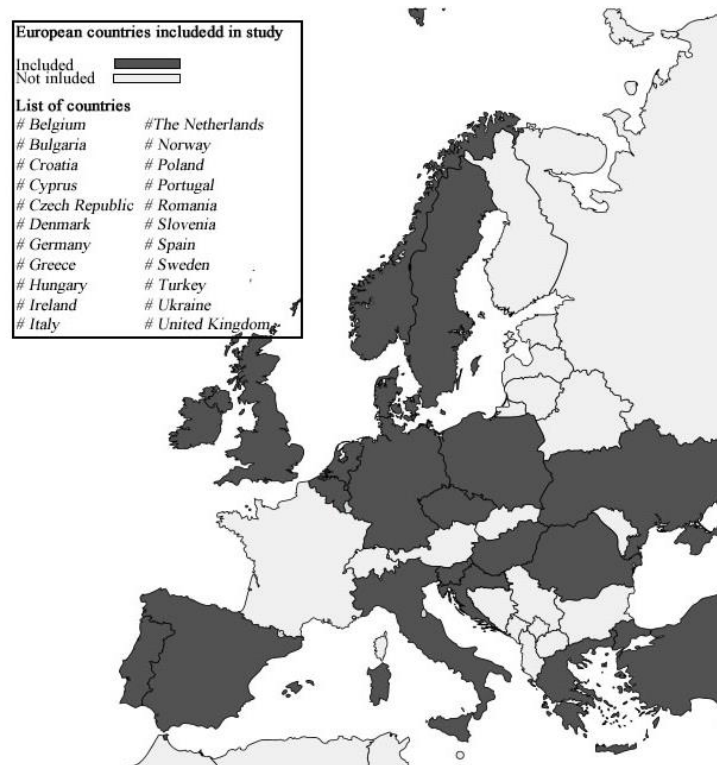 European countries includedd in study
Included
Not inluded
List of countries
# Belgium #The Netherlands
# Bulgaria # Norway
# Croatia # Poland
# Cyprus # Portugal
# Czech Republic # Romania
# Denmark # Slovenia
# Germany # Spain
# Greece # Sweden
# Hungary # Turkey
# Ireland # Ukraine
# Italy # United Kingdom